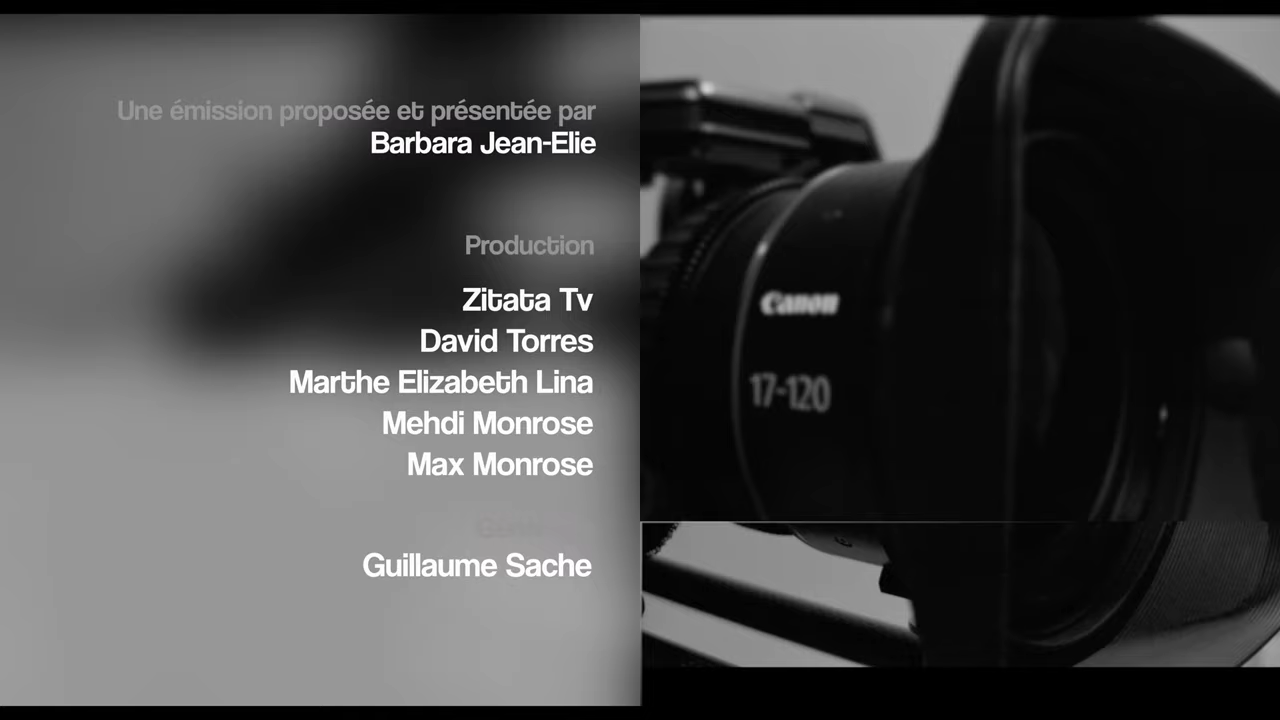 Une émission proposée et présentée par
Barbara Jean-Elie
Production
Zitata Tv
David Torres
Marthe Elizabeth Lina
Mehdi Monrose
Max Monrose
Guillaume Sache
Canon
17-120